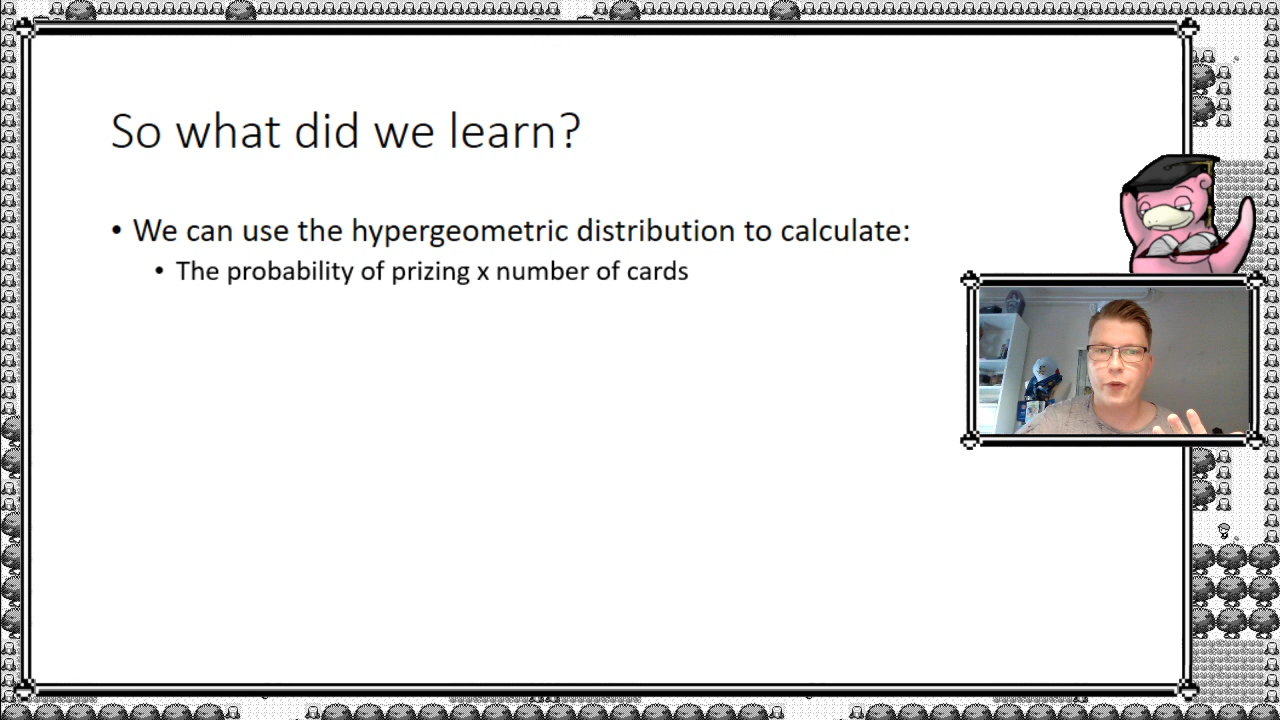 So what did we learn?
• We can use the hypergeometric distribution to calculate:
• The probability of prizing x number of cards